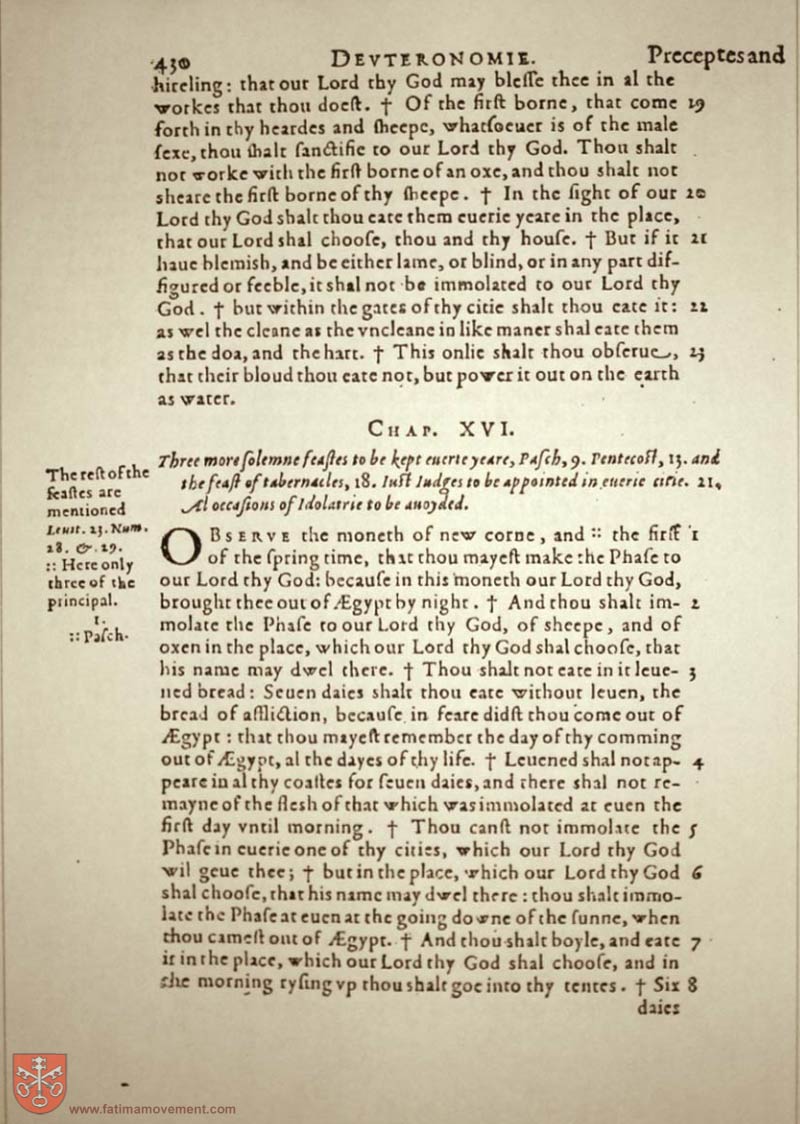 430 DEVTERONOMIE. Preceptes and
hireling: that our Lord thy God may bleſſe thee in al the
workes that thou doeſt. † Of the firſt borne, that come 19
forth in thy heardes and ſheepe, whatſoeuer is of the male
ſexe, thou ſhalt ſanctifie to our Lord thy God. Thou shalt
not worke with the firſt borne of an oxe, and thou shalt not
sheare the firſt borne of thy ſheepe. † In the ſight of our 20
Lord thy God shalt thou eate them euerie yeare in the place,
that our Lord shal chooſe, thou and thy houſe. † But if it 21
haue blemish, and be either lame, or blind, or in any part diſ-
figured or feeble, it shal not be immolated to our Lord thy
God. † but within the gates of thy citie shalt thou eate it: 22
as wel the cleane as the vncleane in like maner shal eate them
as the doa, and the hart. † This onlie shalt thou obſerue, 23
that their bloud thou eate not, but power it out on the earth
as water.
CHAP. XVI.
Three more ſolemne feaſtes to be kept euerie yeare, Paſch, 9. Pentecoſt, 13. and
the feaſt of tabernacles, 18. Iuſt Iudges to be appointed in euerie citie. 21.
Al occaſions of Idolatrie to be auoyded.
The reſt of the
feaſtes are
mentioned
Leuit. 23. Num.
28. & 29.
:: Here only
three of the
principal.
1.
:: Paſch.
OBSERVE the moneth of new corne, and :: the firſt 1
of the ſpring time, that thou mayeſt make the Phaſe to
our Lord thy God: becauſe in this moneth our Lord thy God,
brought thee out of Ægypt by night. † And thou shalt im- 2
molate the Phaſe to our Lord thy God, of sheepe, and of
oxen in the place, which our Lord thy God shal chooſe, that
his name may dwel there. † Thou shalt not eate in it leue- 3
ned bread: Seuen daies shalt thou eate without leuen, the
bread of affliction, becauſe in feare didſt thou come out of
Ægypt: that thou mayeſt remember the day of thy comming
out of Ægypt, al the dayes of thy life. † Leuened shal not ap- 4
peare in al thy coaſtes for ſeuen daies, and there shal not re-
mayne of the flesh of that which was immolated at euen the
firſt day vntil morning. † Thou canſt not immolate the 5
Phaſe in euerie one of thy cities, which our Lord thy God
wil geue thee; † but in the place, which our Lord thy God 6
shal chooſe, that his name may dwel there: thou shalt immo-
late the Phaſe at euen at the going downe of the ſunne, when
thou cameſt out of Ægypt. † And thou shalt boyle, and eate 7
it in the place, which our Lord thy God shal chooſe, and in
the morning ryſing vp thou shalt goe into thy tentes. † Six 8
daies
www.fatimamovement.com